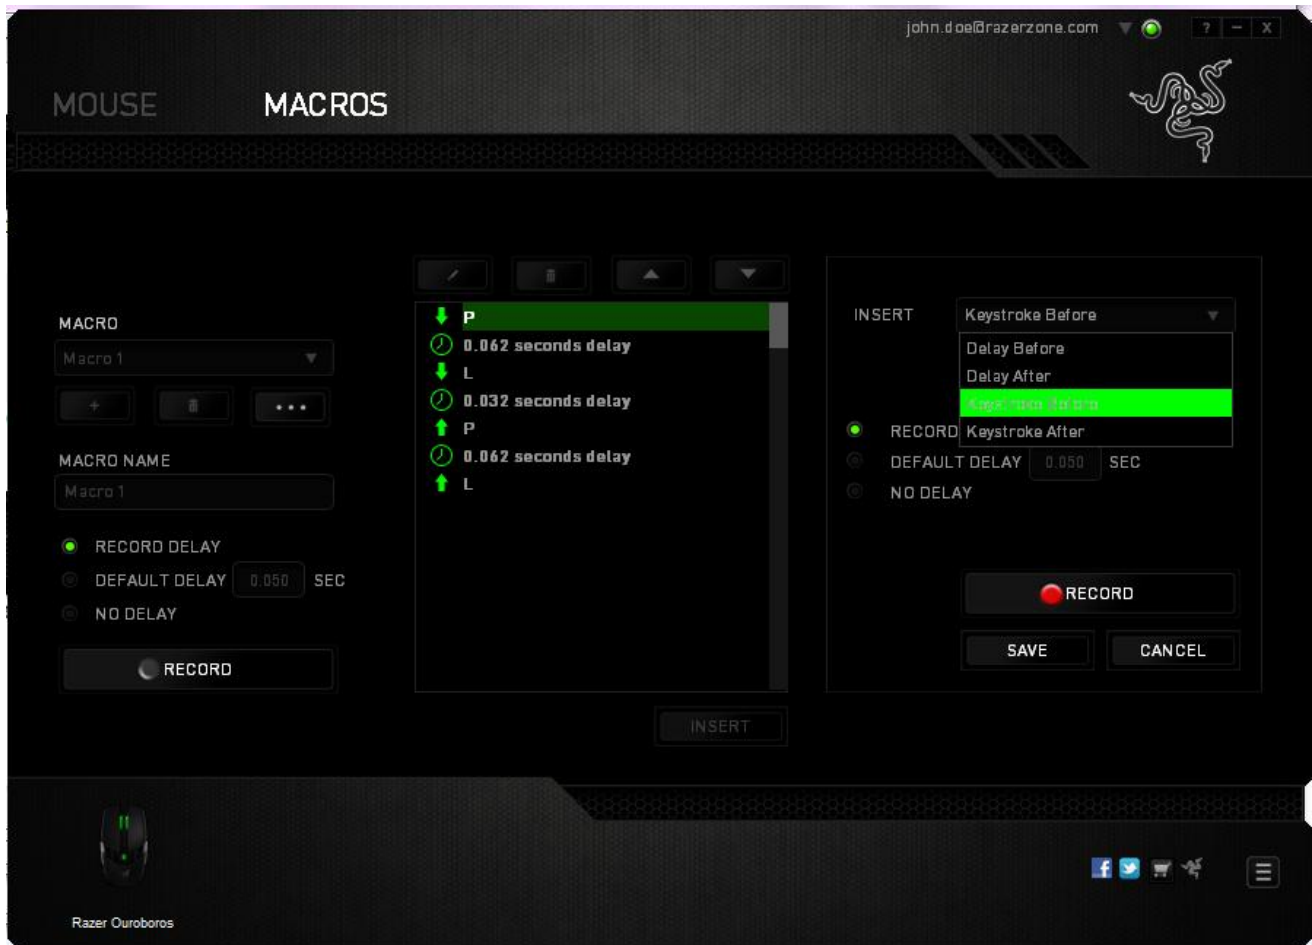 john.doe@razerzone.com
? – X
MOUSE MACROS
MACRO
Macro 1
+ •••
MACRO NAME
Macro 1
RECORD DELAY
DEFAULT DELAY 0.050 SEC
NO DELAY
RECORD
P
0.062 seconds delay
L
0.032 seconds delay
P
0.062 seconds delay
L
INSERT
INSERT Keystroke Before
Delay Before
Delay After
Keystroke Before
Keystroke After
RECORD
DEFAULT DELAY 0.050 SEC
NO DELAY
RECORD
SAVE CANCEL
Razer Ouroboros